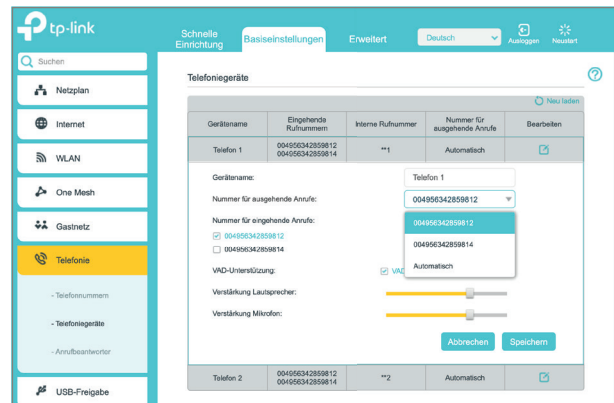 tp-link
Schnelle
Einrichtung
Basiseinstellungen
Erweitert
Deutsch
Ausloggen
Neustart
Suchen
Netzplan
Internet
WLAN
One Mesh
Gastnetz
Telefonie
- Telefonnummern
- Telefoniegeräte
- Anrufbeantworter
USB-Freigabe
Telefoniegeräte
Neu laden
Gerätename
Eingehende
Rufnummern
Interne Rufnummer
Nummer für
ausgehende Anrufe
Bearbeiten
Telefon 1
004956342859812
004956342859814
**1
Automatisch
Gerätename:
Telefon 1
Nummer für ausgehende Anrufe:
004956342859812
004956342859812
004956342859814
Automatisch
Nummer für eingehende Anrufe:
004956342859812
004956342859814
VAD-Unterstützung:
VAD
Verstärkung Lautsprecher:
Verstärkung Mikrofon:
Abbrechen
Speichern
Telefon 2
004956342859812
004956342859814
**2
Automatisch